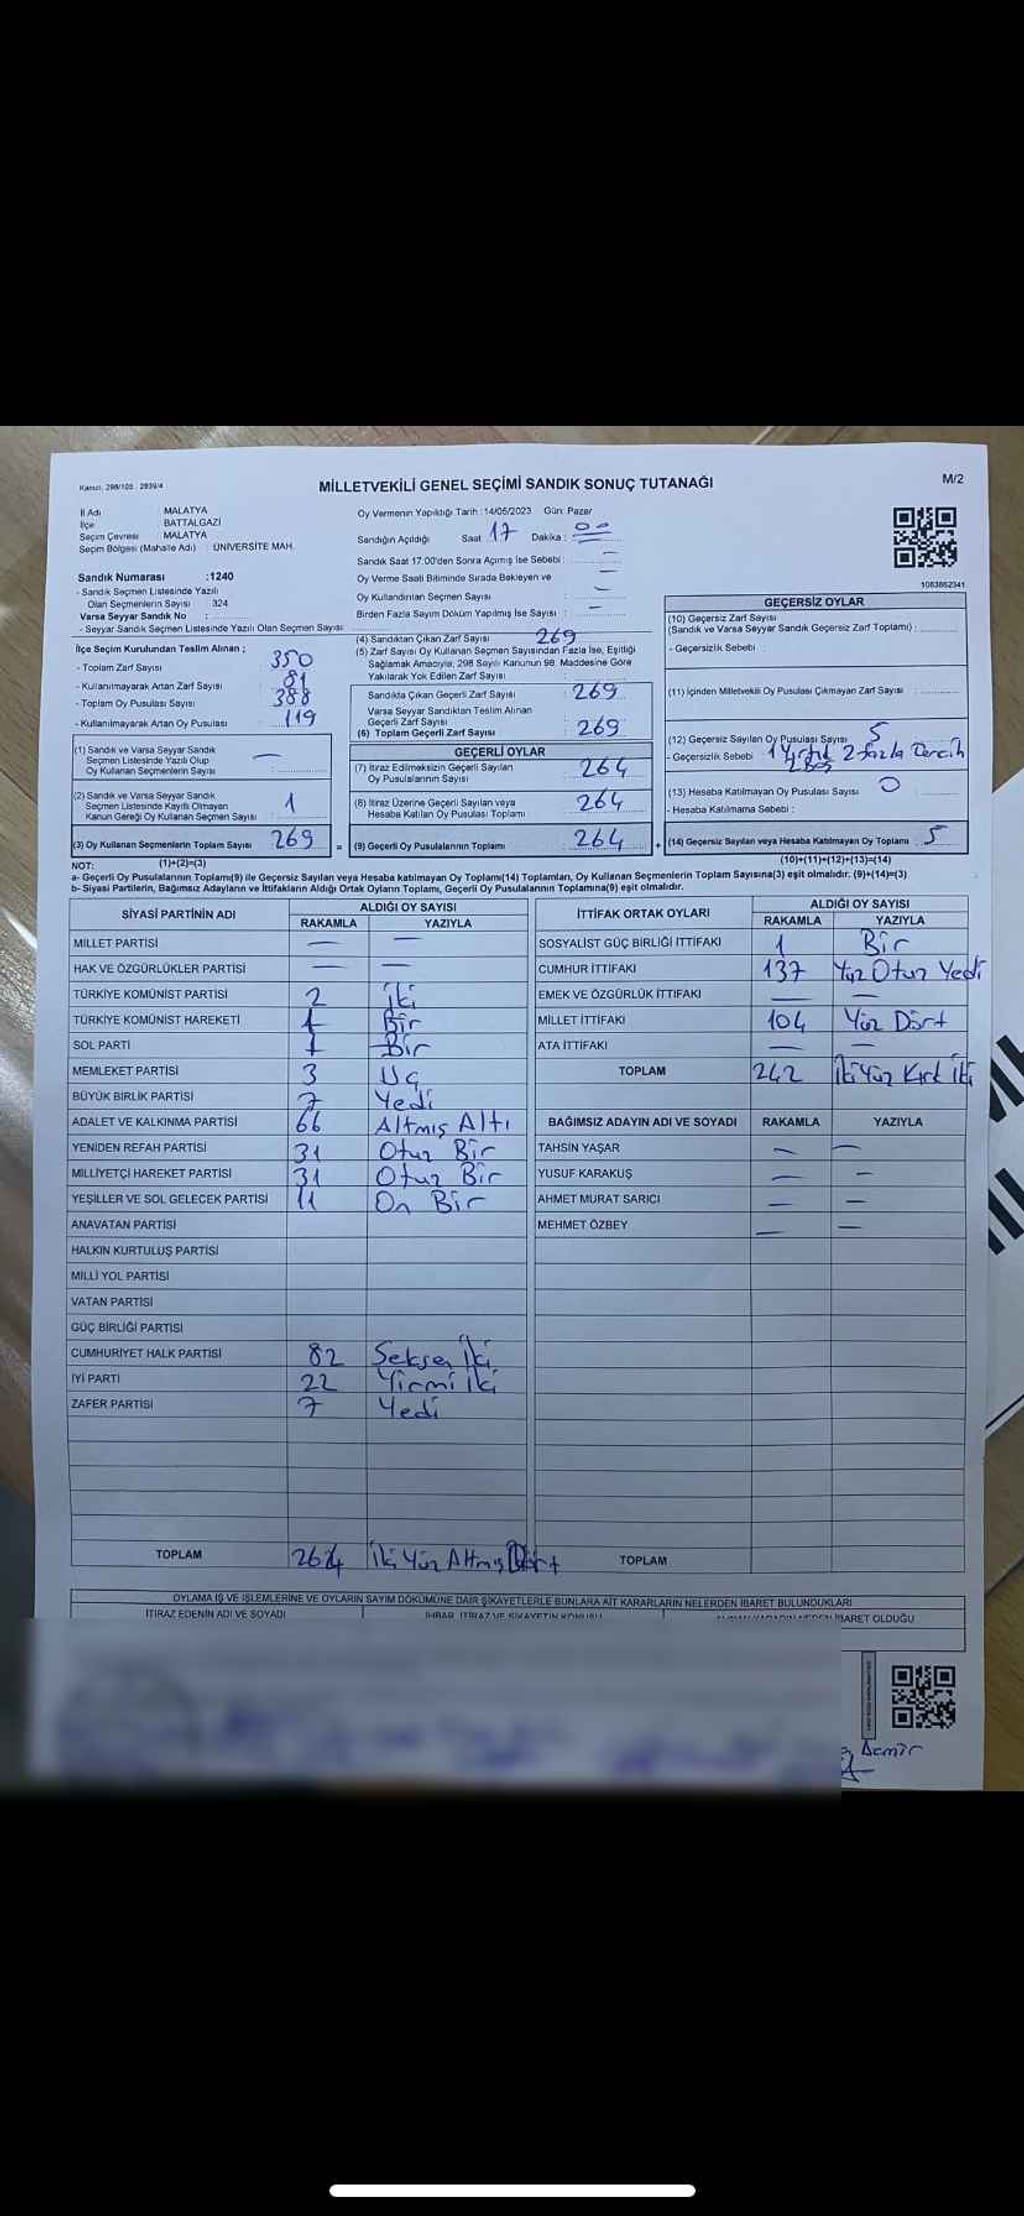 Kanun: 298/105 : 2839/4
MİLLETVEKİLİ GENEL SEÇİMİ SANDIK SONUÇ TUTANAĞI
M/2
İl Adı : MALATYA
İlçe : BATTALGAZİ
Seçim Çevresi : MALATYA
Seçim Bölgesi (Mahalle Adı) : ÜNİVERSİTE MAH.
Sandık Numarası :1240
- Sandık Seçmen Listesinde Yazılı
Olan Seçmenlerin Sayısı : 324
Varsa Seyyar Sandık No :
- Seyyar Sandık Seçmen Listesinde Yazılı Olan Seçmen Sayısı:
Oy Vermenin Yapıldığı Tarih :14/05/2023 Gün: Pazar
Sandığın Açıldığı Saat : 17 Dakika : 00
Sandık Saat 17:00'den Sonra Açımış İse Sebebi : —
Oy Verme Saati Bitiminde Sırada Bekleyen ve
Oy Kullandırılan Seçmen Sayısı : —
Birden Fazla Sayım Döküm Yapılmış İse Sayısı : —
1083862341
İlçe Seçim Kurulundan Teslim Alınan ;
- Toplam Zarf Sayısı : 350
- Kullanılmayarak Artan Zarf Sayısı : 81
- Toplam Oy Pusulası Sayısı : 388
- Kullanılmayarak Artan Oy Pusulası : 119
(1) Sandık ve Varsa Seyyar Sandık
Seçmen Listesinde Yazılı Olup
Oy Kullanan Seçmenlerin Sayısı : —
(2) Sandık ve Varsa Seyyar Sandık
Seçmen Listesinde Kayıtlı Olmayan
Kanun Gereği Oy Kullanan Seçmen Sayısı : 1
(3) Oy Kullanan Seçmenlerin Toplam Sayısı : 269 =
(4) Sandıktan Çıkan Zarf Sayısı : 269
(5) Zarf Sayısı Oy Kullanan Seçmen Sayısından Fazla İse, Eşitliği
Sağlamak Amacıyla, 298 Sayılı Kanunun 98. Maddesine Göre
Yakılarak Yok Edilen Zarf Sayısı :
Sandıkta Çıkan Geçerli Zarf Sayısı : 269
Varsa Seyyar Sandıktan Teslim Alınan
Geçerli Zarf Sayısı :
(6) Toplam Geçerli Zarf Sayısı : 269
GEÇERLİ OYLAR
(7) İtiraz Edilmeksizin Geçerli Sayılan
Oy Pusulalarının Sayısı : 264
(8) İtiraz Üzerine Geçerli Sayılan veya
Hesaba Katılan Oy Pusulası Toplamı : 264
(9) Geçerli Oy Pusulalarının Toplamı : 264 +
GEÇERSİZ OYLAR
(10) Geçersiz Zarf Sayısı
(Sandık ve Varsa Seyyar Sandık Geçersiz Zarf Toplamı) :
- Geçersizlik Sebebi :
(11) İçinden Milletvekili Oy Pusulası Çıkmayan Zarf Sayısı :
(12) Geçersiz Sayılan Oy Pusulası Sayısı : 5
- Geçersizlik Sebebi : 1 Yırtık 2 fazla Tercih
2 Boş
(13) Hesaba Katılmayan Oy Pusulası Sayısı : 0
- Hesaba Katılmama Sebebi :
(14) Geçersiz Sayılan veya Hesaba Katılmayan Oy Toplamı : 5
NOT: (1)+(2)=(3) (10)+(11)+(12)+(13)=(14)
a- Geçerli Oy Pusulalarının Toplamı(9) ile Geçersiz Sayılan veya Hesaba katılmayan Oy Toplamı(14) Toplamları, Oy Kullanan Seçmenlerin Toplam Sayısına(3) eşit olmalıdır. (9)+(14)=(3)
b- Siyasi Partilerin, Bağımsız Adayların ve İttifakların Aldığı Ortak Oyların Toplamı, Geçerli Oy Pusulalarının Toplamına(9) eşit olmalıdır.
SİYASİ PARTİNİN ADI ALDIĞI OY SAYISI
RAKAMLA YAZIYLA
MİLLET PARTİSİ — —
HAK VE ÖZGÜRLÜKLER PARTİSİ — —
TÜRKİYE KOMÜNİST PARTİSİ 2 İki
TÜRKİYE KOMÜNİST HAREKETİ 1 Bir
SOL PARTİ 1 Bir
MEMLEKET PARTİSİ 3 Üç
BÜYÜK BİRLİK PARTİSİ 7 Yedi
ADALET VE KALKINMA PARTİSİ 66 Altmış Altı
YENİDEN REFAH PARTİSİ 31 Otuz Bir
MİLLİYETÇİ HAREKET PARTİSİ 31 Otuz Bir
YEŞİLLER VE SOL GELECEK PARTİSİ 11 On Bir
ANAVATAN PARTİSİ
HALKIN KURTULUŞ PARTİSİ
MİLLİ YOL PARTİSİ
VATAN PARTİSİ
GÜÇ BİRLİĞİ PARTİSİ
CUMHURİYET HALK PARTİSİ 82 Seksen İki
İYİ PARTİ 22 Yirmi İki
ZAFER PARTİSİ 7 Yedi
TOPLAM 264 İki Yüz Altmış Dört
İTTİFAK ORTAK OYLARI ALDIĞI OY SAYISI
RAKAMLA YAZIYLA
SOSYALİST GÜÇ BİRLİĞİ İTTİFAKI 1 Bir
CUMHUR İTTİFAKI 137 Yüz Otuz Yedi
EMEK VE ÖZGÜRLÜK İTTİFAKI — —
MİLLET İTTİFAKI 104 Yüz Dört
ATA İTTİFAKI — —
TOPLAM 242 İki Yüz Kırk İki
BAĞIMSIZ ADAYIN ADI VE SOYADI RAKAMLA YAZIYLA
TAHSİN YAŞAR — —
YUSUF KARAKUŞ — —
AHMET MURAT SARICI — —
MEHMET ÖZBEY — —
TOPLAM
OYLAMA İŞ VE İŞLEMLERİNE VE OYLARIN SAYIM DÖKÜMÜNE DAİR ŞİKAYETLERLE BUNLARA AİT KARARLARIN NELERDEN İBARET BULUNDUKLARI
İTİRAZ EDENİN ADI VE SOYADI İHBAR, İTİRAZ VE ŞİKAYETİN KONUSU İBARET OLDUĞU
Demir